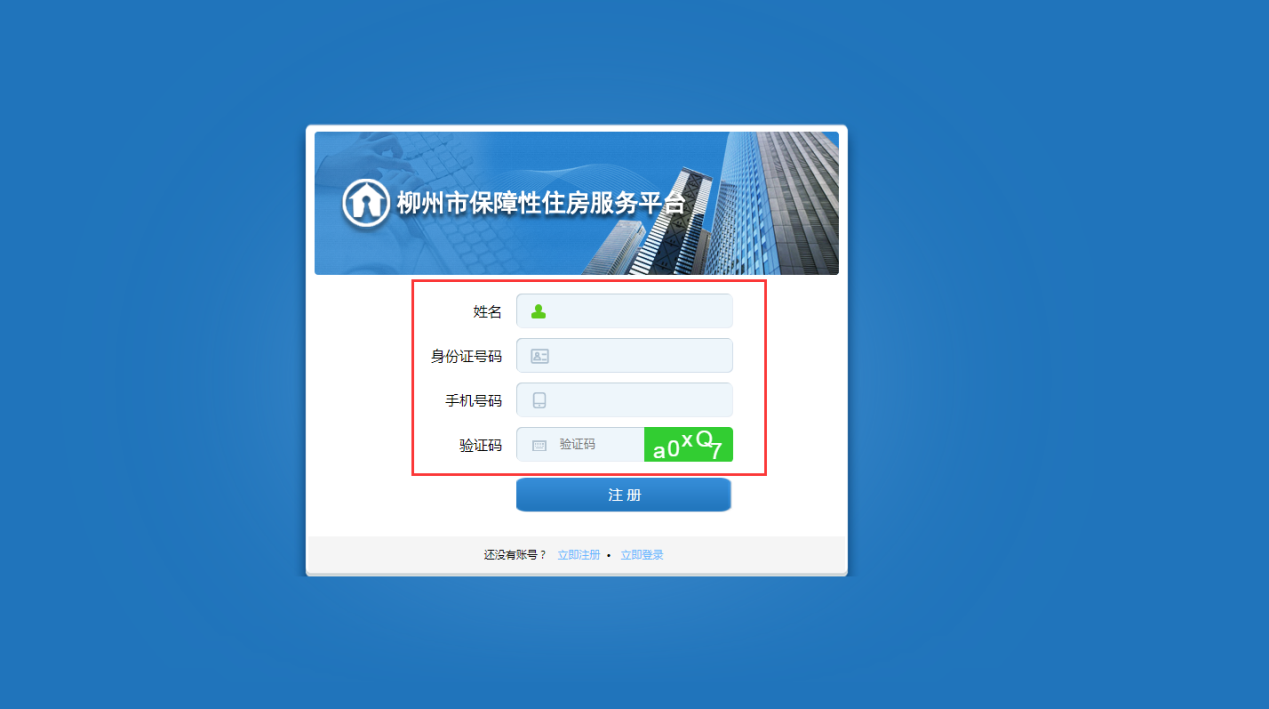 柳州市保障性住房服务平台
姓名
身份证号码
手机号码
验证码 验证码 a0xQ7
注 册
还没有账号？ 立即注册 • 立即登录